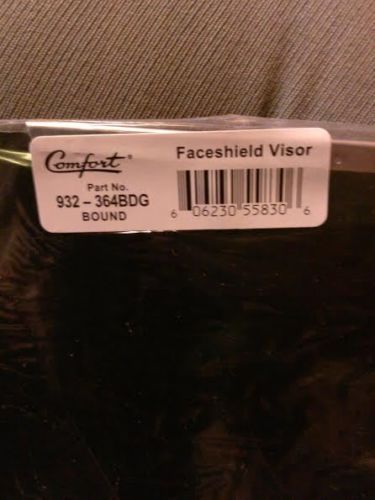 Comfort®
Part No.
932 – 364BDG
BOUND
Faceshield Visor
6 06230 55830 6